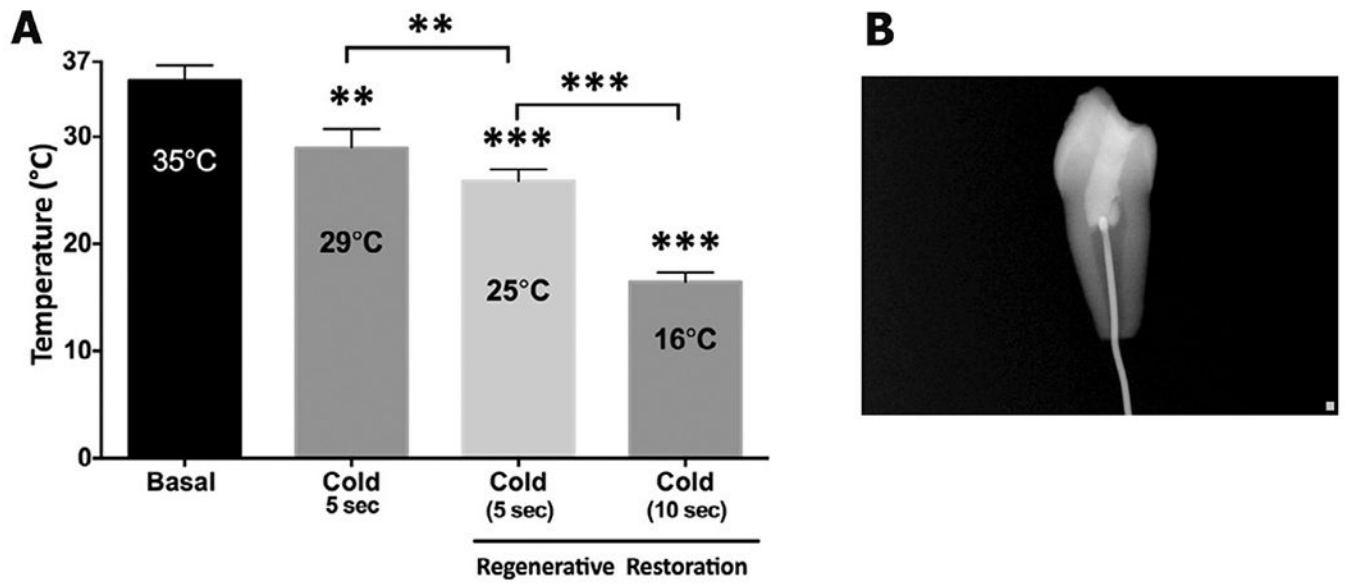 A
B
**
37
**
***
***
30
35°C
***
20
29°C
25°C
16°C
10
0
Temperature (°C)
Basal
Cold
5 sec
Cold
(5 sec)
Cold
(10 sec)
Regenerative Restoration